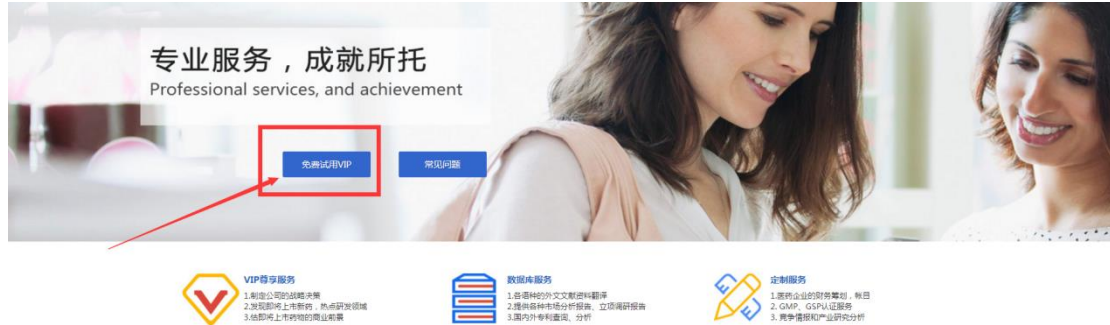 专业服务，成就所托
Professional services, and achievement
免费试用VIP
常见问题
VIP尊享服务
1.制定公司的战略决策
2.发现即将上市新药，热点研发领域
3.估即将上市药物的商业前景
数据库服务
1.各语种的外文文献资料翻译
2.提供各种市场分析报告、立项调研报告
3.国内外专利查阅、分析
定制服务
1.医药企业的财务筹划，帐目
2. GMP、GSP认证服务
3. 竞争情报和产业研究分析